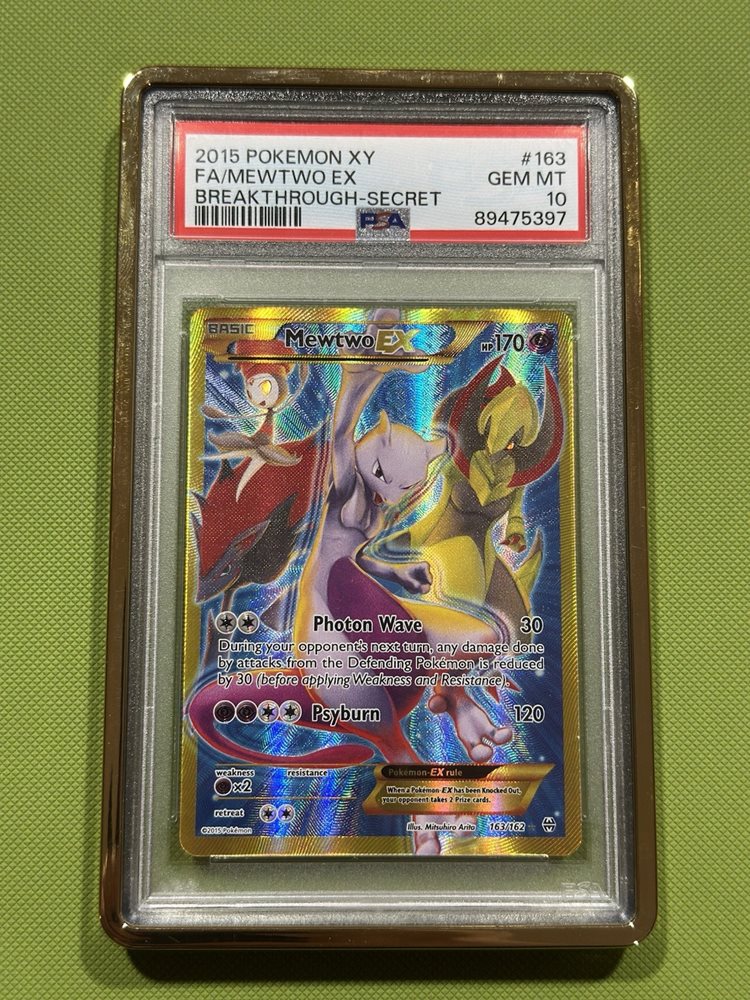 2015 POKEMON XY #163
FA/MEWTWO EX GEM MT
BREAKTHROUGH-SECRET 10
PSA 89475397
BASIC MewtwoEX HP170
Photon Wave 30
During your opponent's next turn, any damage done
by attacks from the Defending Pokémon is reduced
by 30 (before applying Weakness and Resistance).
Psyburn 120
weakness resistance
×2
Pokémon-EX rule
When a Pokémon-EX has been Knocked Out,
your opponent takes 2 Prize cards.
retreat
©2015 Pokémon
Illus. Mitsuhiro Arita 163/162